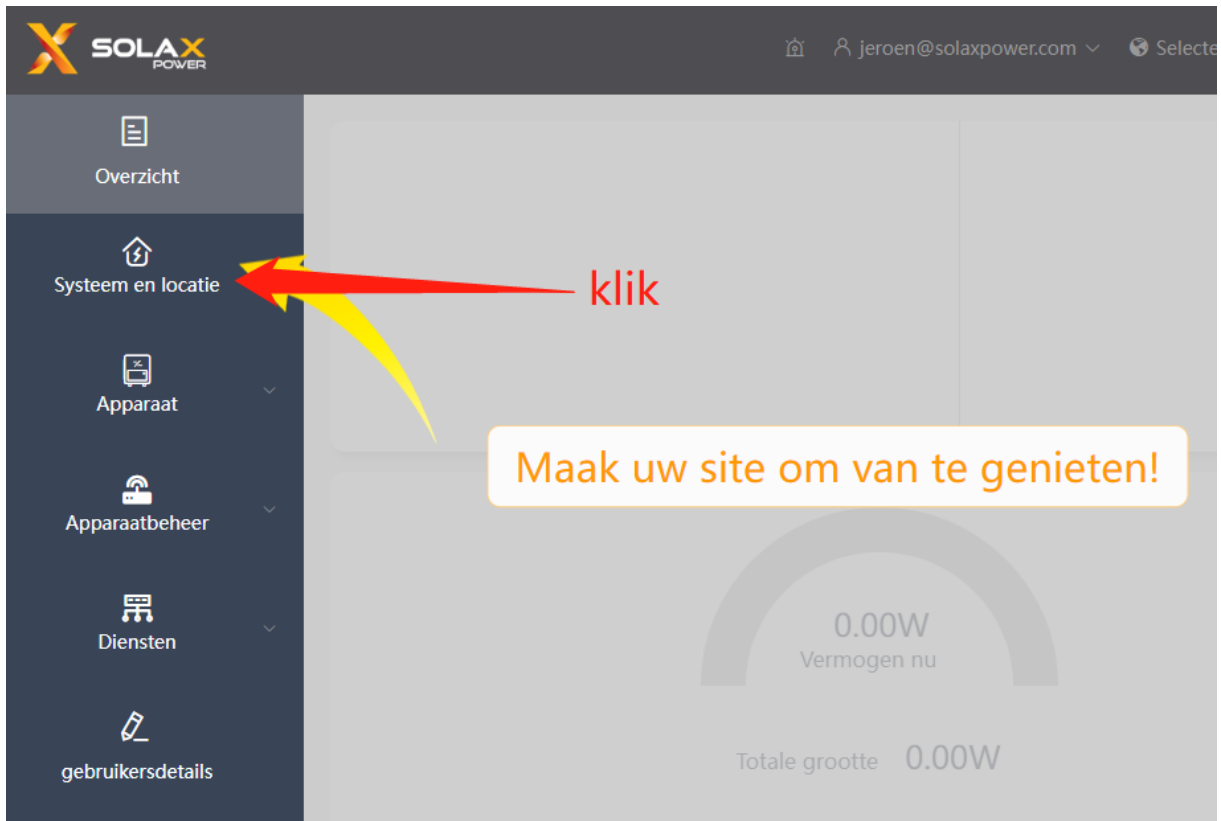 SOLAX
POWER
jeroen@solaxpower.com
Selecte
Overzicht
Systeem en locatie
klik
Apparaat
Maak uw site om van te genieten!
Apparaatbeheer
0.00W
Vermogen nu
Diensten
Totale grootte 0.00W
gebruikersdetails